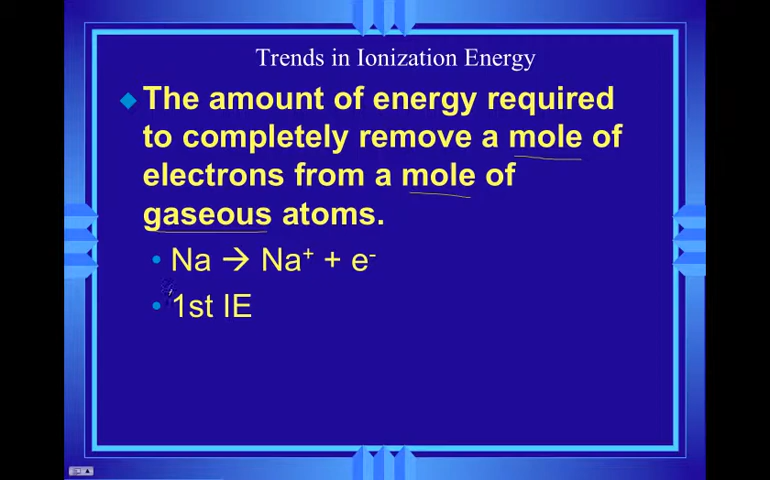 Trends in Ionization Energy
The amount of energy required
to completely remove a mole of
electrons from a mole of
gaseous atoms.
• Na → Na⁺ + e⁻
• 1st IE